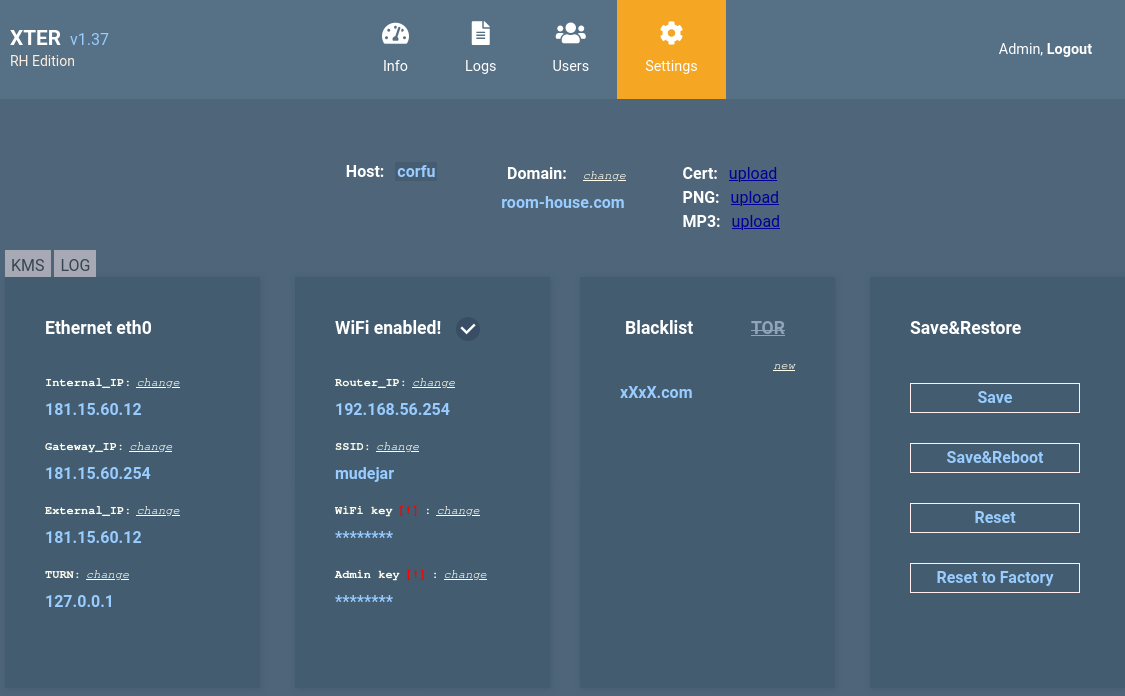 XTER v1.37
RH Edition
Info
Logs
Users
Settings
Admin, Logout
Host: corfu
Domain: change
room-house.com
Cert: upload
PNG: upload
MP3: upload
KMS
LOG
Ethernet eth0
Internal_IP: change
181.15.60.12
Gateway_IP: change
181.15.60.254
External_IP: change
181.15.60.12
TURN: change
127.0.0.1
WiFi enabled!
Router_IP: change
192.168.56.254
SSID: change
mudejar
WiFi key [!] : change
********
Admin key [!] : change
********
Blacklist
TOR
new
xXxX.com
Save&Restore
Save
Save&Reboot
Reset
Reset to Factory